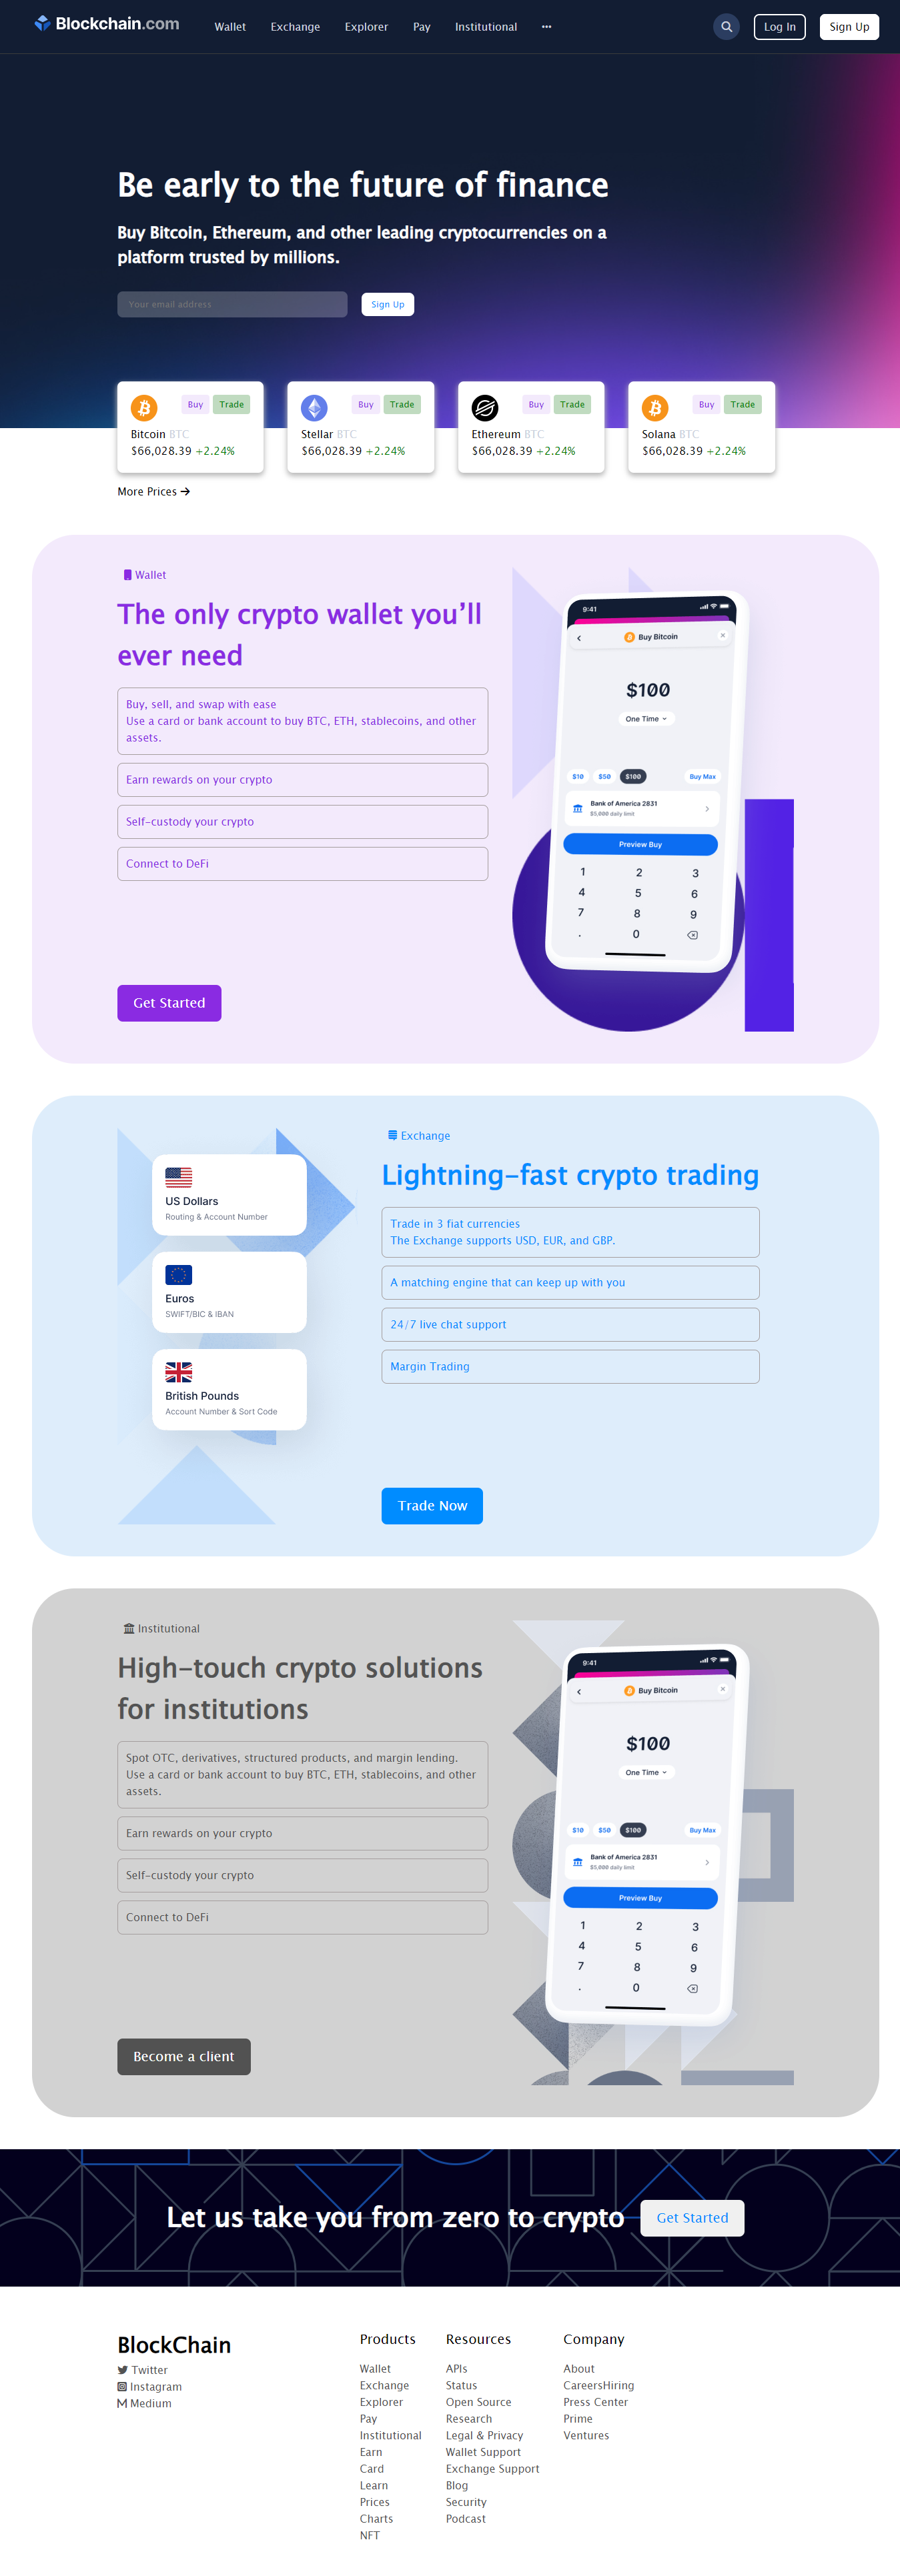 Blockchain.com Wallet Exchange Explorer Pay Institutional ••• Log In Sign Up
Be early to the future of finance
Buy Bitcoin, Ethereum, and other leading cryptocurrencies on a
platform trusted by millions.
Your email address Sign Up
Buy Trade
Bitcoin BTC
$66,028.39 +2.24%
Buy Trade
Stellar BTC
$66,028.39 +2.24%
Buy Trade
Ethereum BTC
$66,028.39 +2.24%
Buy Trade
Solana BTC
$66,028.39 +2.24%
More Prices →
Wallet
The only crypto wallet you’ll
ever need
Buy, sell, and swap with ease
Use a card or bank account to buy BTC, ETH, stablecoins, and other
assets.
Earn rewards on your crypto
Self-custody your crypto
Connect to DeFi
Get Started
9:41
Buy Bitcoin
$100
One Time
$10 $50 $100 Buy Max
Bank of America 2831
$5,000 daily limit
Preview Buy
1 2 3
4 5 6
7 8 9
. 0
US Dollars
Routing & Account Number
Euros
SWIFT/BIC & IBAN
British Pounds
Account Number & Sort Code
Exchange
Lightning-fast crypto trading
Trade in 3 fiat currencies
The Exchange supports USD, EUR, and GBP.
A matching engine that can keep up with you
24/7 live chat support
Margin Trading
Trade Now
Institutional
High-touch crypto solutions
for institutions
Spot OTC, derivatives, structured products, and margin lending.
Use a card or bank account to buy BTC, ETH, stablecoins, and other
assets.
Earn rewards on your crypto
Self-custody your crypto
Connect to DeFi
Become a client
9:41
Buy Bitcoin
$100
One Time
$10 $50 $100 Buy Max
Bank of America 2831
$5,000 daily limit
Preview Buy
1 2 3
4 5 6
7 8 9
. 0
Let us take you from zero to crypto Get Started
BlockChain
Twitter
Instagram
Medium
Products
Wallet
Exchange
Explorer
Pay
Institutional
Earn
Card
Learn
Prices
Charts
NFT
Resources
APIs
Status
Open Source
Research
Legal & Privacy
Wallet Support
Exchange Support
Blog
Security
Podcast
Company
About
CareersHiring
Press Center
Prime
Ventures